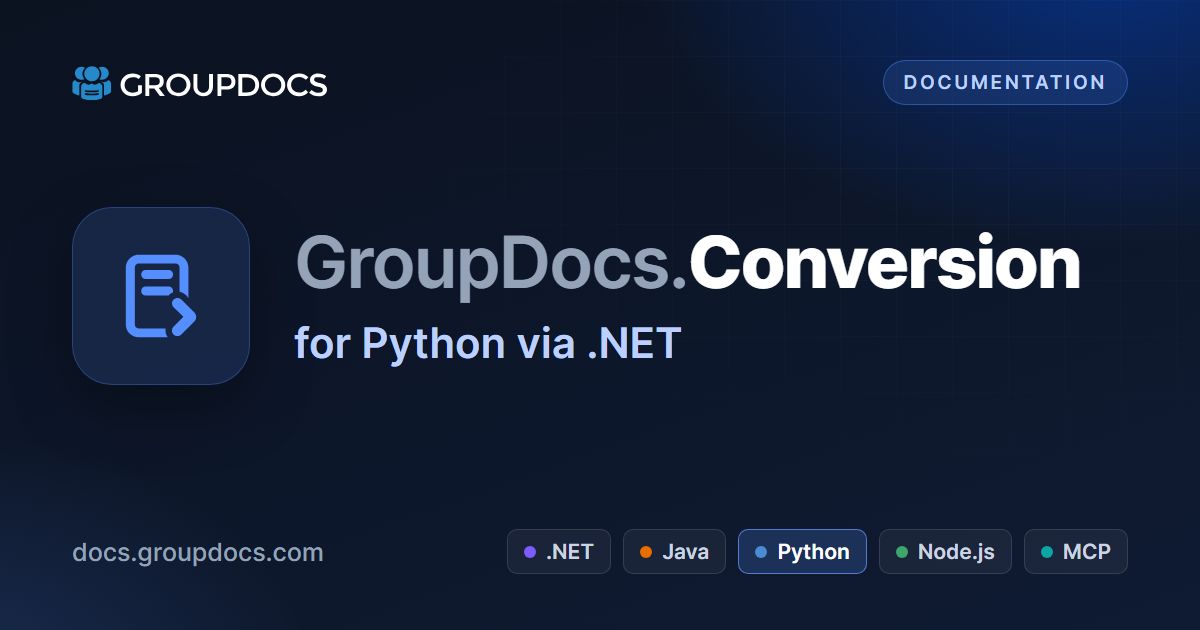 GROUPDOCS
DOCUMENTATION
GroupDocs.Conversion
for Python via .NET
docs.groupdocs.com
.NET
Java
Python
Node.js
MCP